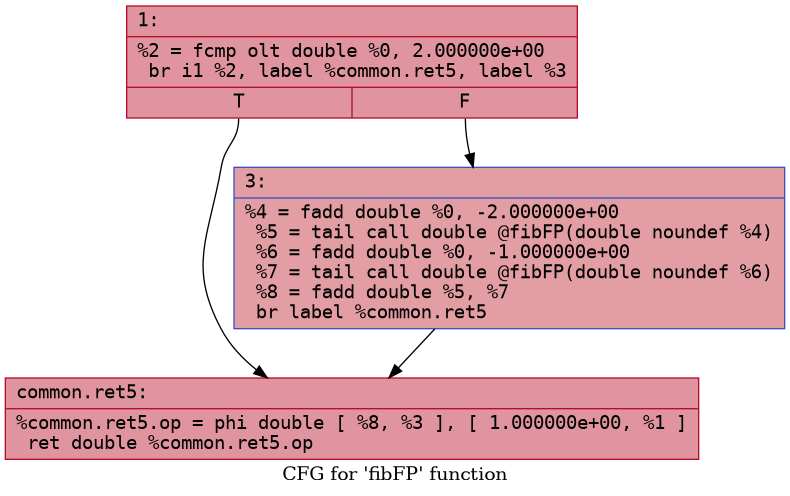 1:
%2 = fcmp olt double %0, 2.000000e+00
br i1 %2, label %common.ret5, label %3
T F
3:
%4 = fadd double %0, -2.000000e+00
%5 = tail call double @fibFP(double noundef %4)
%6 = fadd double %0, -1.000000e+00
%7 = tail call double @fibFP(double noundef %6)
%8 = fadd double %5, %7
br label %common.ret5
common.ret5:
%common.ret5.op = phi double [ %8, %3 ], [ 1.000000e+00, %1 ]
ret double %common.ret5.op
CFG for 'fibFP' function